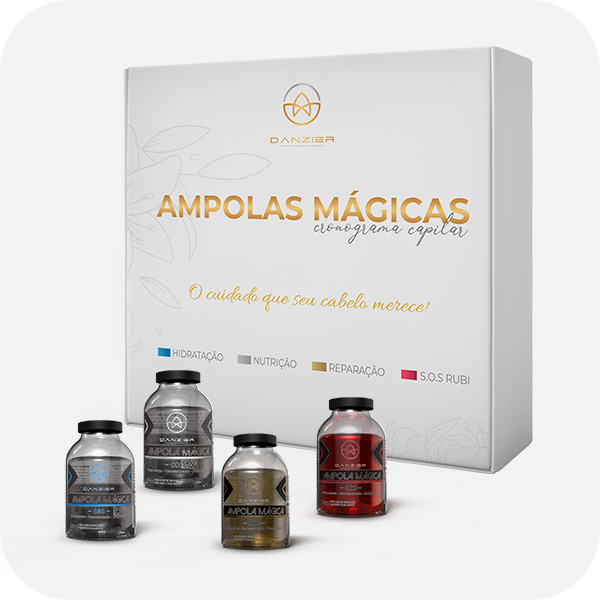 DANZIER
AMPOLAS MÁGICAS
cronograma capilar
O cuidado que seu cabelo merece!
HIDRATAÇÃO
NUTRIÇÃO
REPARAÇÃO
S.O.S RUBI
DANZIER
AMPOLA MÁGICA
DANZIER
AMPOLA MÁGICA
DANZIER
AMPOLA MÁGICA
DANZIER
AMPOLA MÁGICA